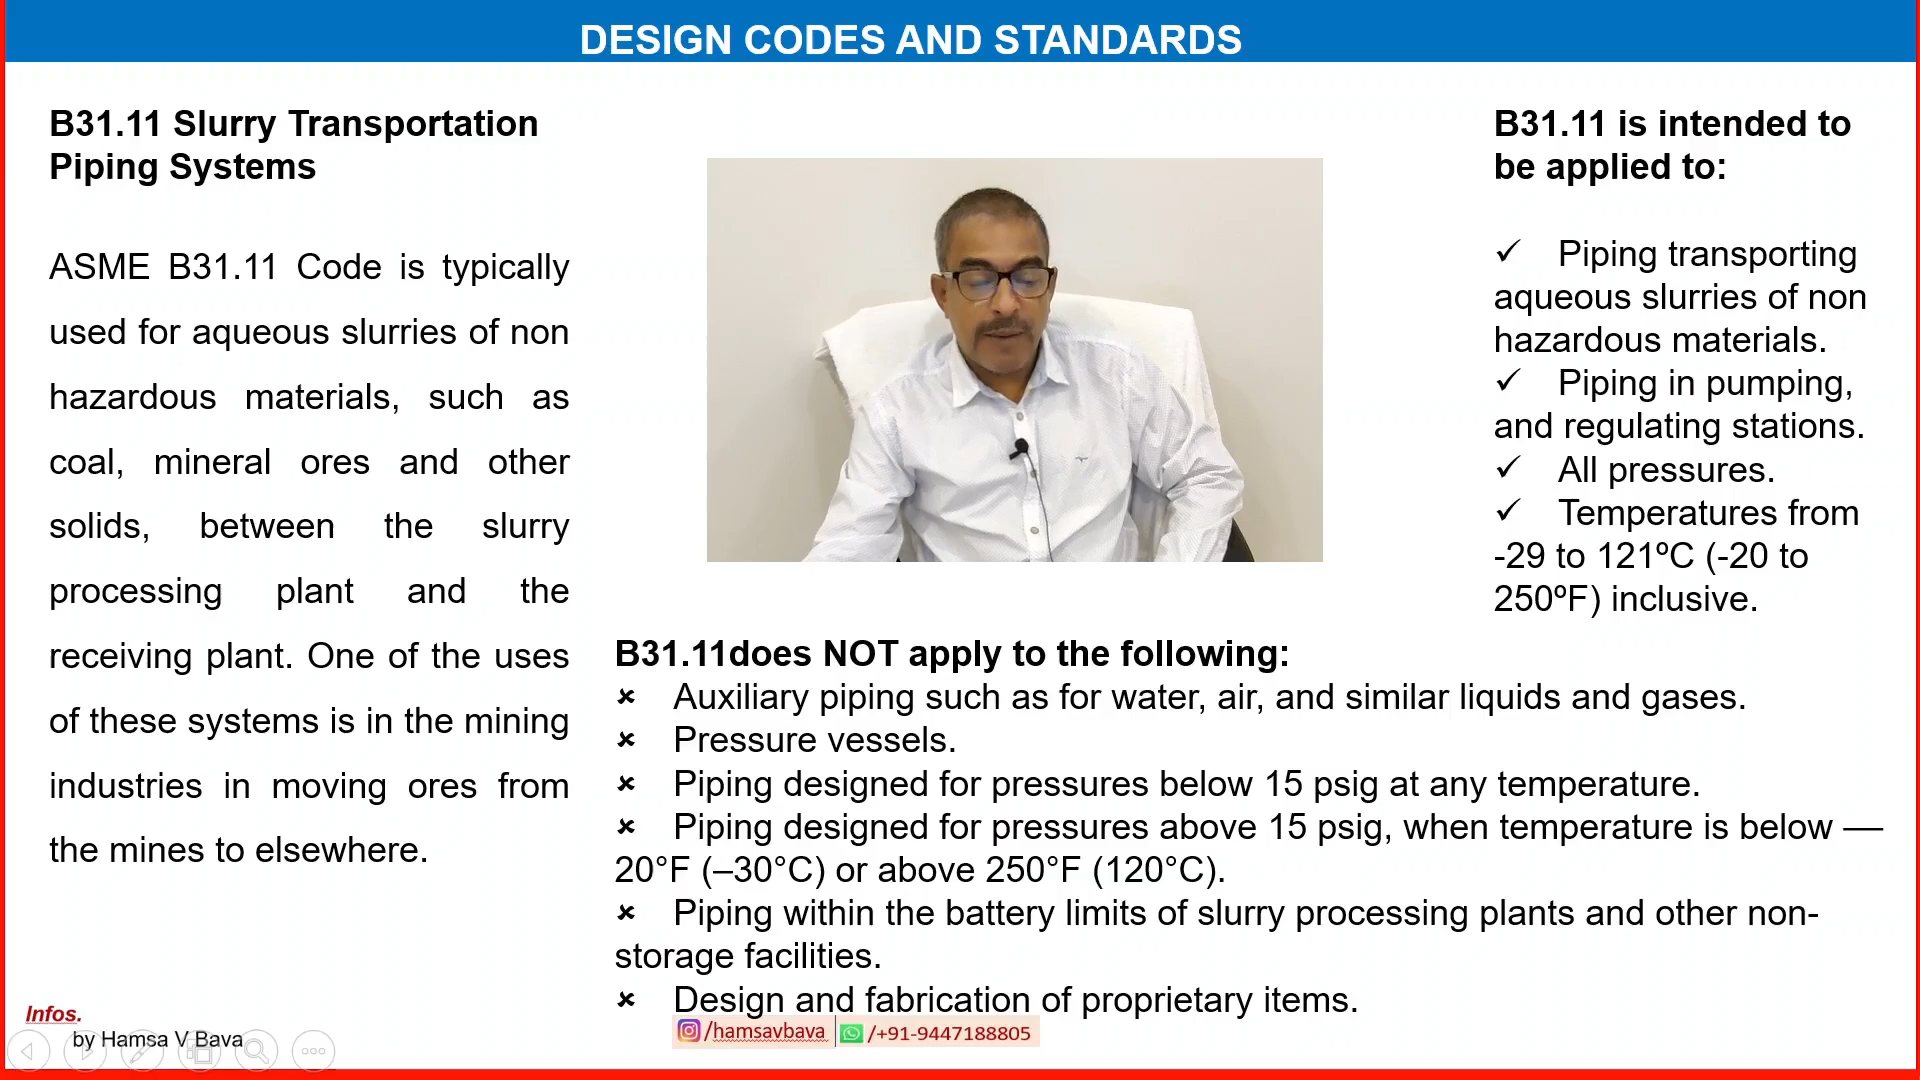 DESIGN CODES AND STANDARDS
B31.11 Slurry Transportation
Piping Systems
ASME B31.11 Code is typically
used for aqueous slurries of non
hazardous materials, such as
coal, mineral ores and other
solids, between the slurry
processing plant and the
receiving plant. One of the uses
of these systems is in the mining
industries in moving ores from
the mines to elsewhere.
B31.11 is intended to
be applied to:
✓ Piping transporting
aqueous slurries of non
hazardous materials.
✓ Piping in pumping,
and regulating stations.
✓ All pressures.
✓ Temperatures from
-29 to 121ºC (-20 to
250ºF) inclusive.
B31.11does NOT apply to the following:
× Auxiliary piping such as for water, air, and similar liquids and gases.
× Pressure vessels.
× Piping designed for pressures below 15 psig at any temperature.
× Piping designed for pressures above 15 psig, when temperature is below —
20°F (–30°C) or above 250°F (120°C).
× Piping within the battery limits of slurry processing plants and other non-
storage facilities.
× Design and fabrication of proprietary items.
Infos.
by Hamsa V Bava
/hamsavbava | /+91-9447188805